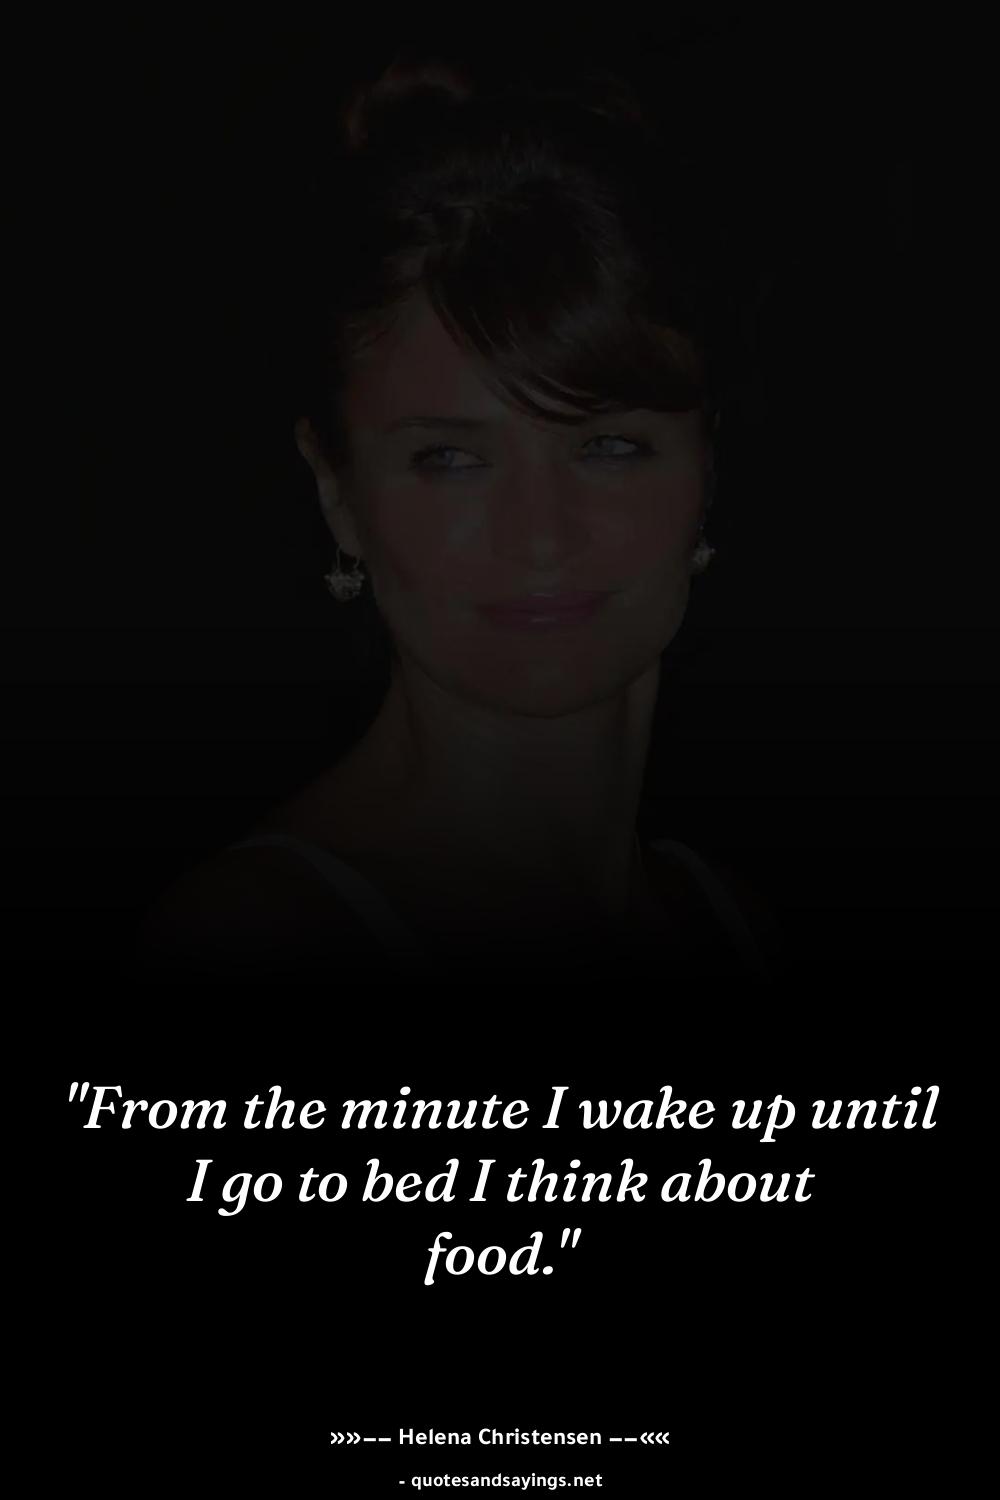 "From the minute I wake up until
I go to bed I think about
food."
»»-- Helena Christensen --««
- quotesandsayings.net